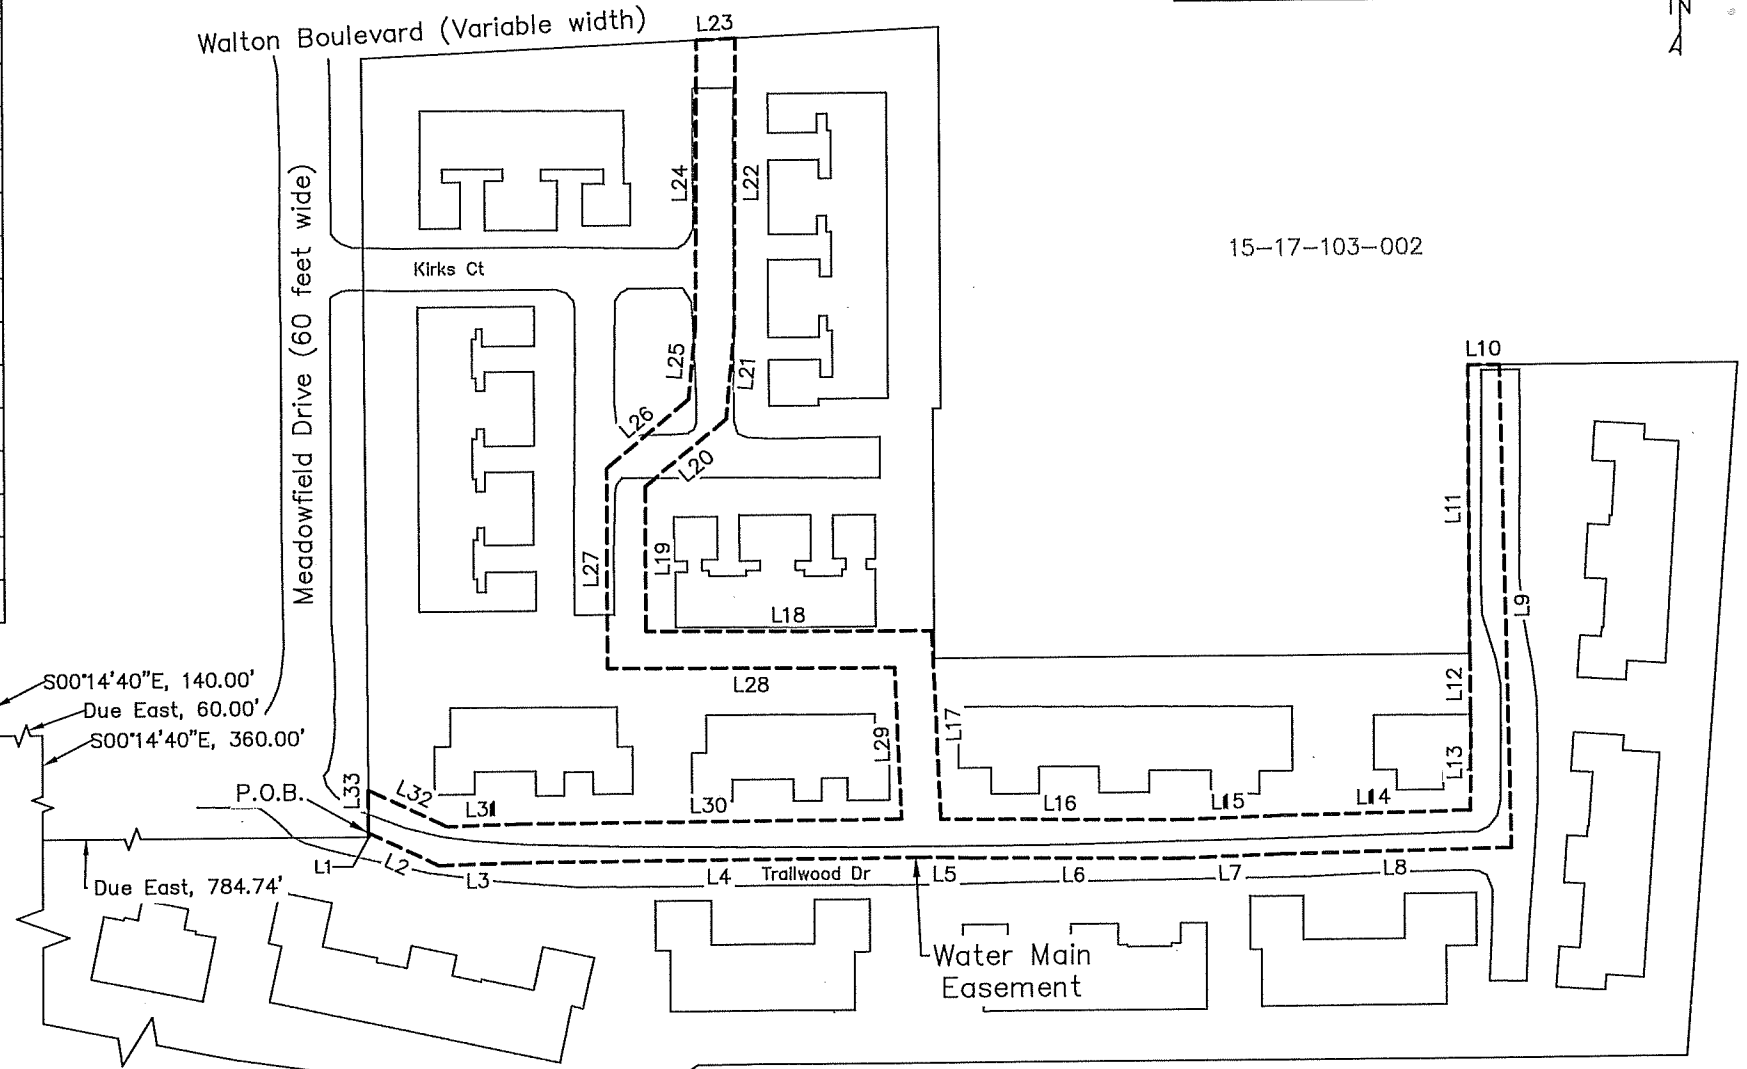 Walton Boulevard (Variable width)
L23
N
L24
L22
Meadowfield Drive (60 feet wide)
Kirks Ct
15-17-103-002
L25
L21
L10
L26
L20
L11
L27
L19
L9
L18
S00°14'40"E, 140.00'
Due East, 60.00'
S00°14'40"E, 360.00'
L28
L12
L29
L17
L13
P.O.B.
L33
L32
L31
L30
L16
L15
L14
L1
L2
L3
L4
Trailwood Dr
L5
L6
L7
L8
Due East, 784.74'
Water Main
Easement